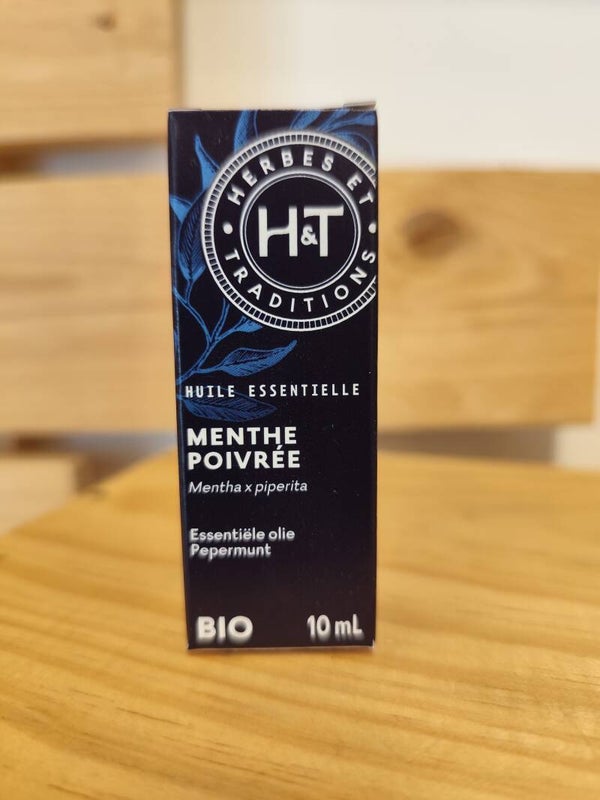 HERBES ET
H&T
TRADITIONS
HUILE ESSENTIELLE
MENTHE
POIVRÉE
Mentha x piperita
Essentiële olie
Pepermunt
BIO 10 mL